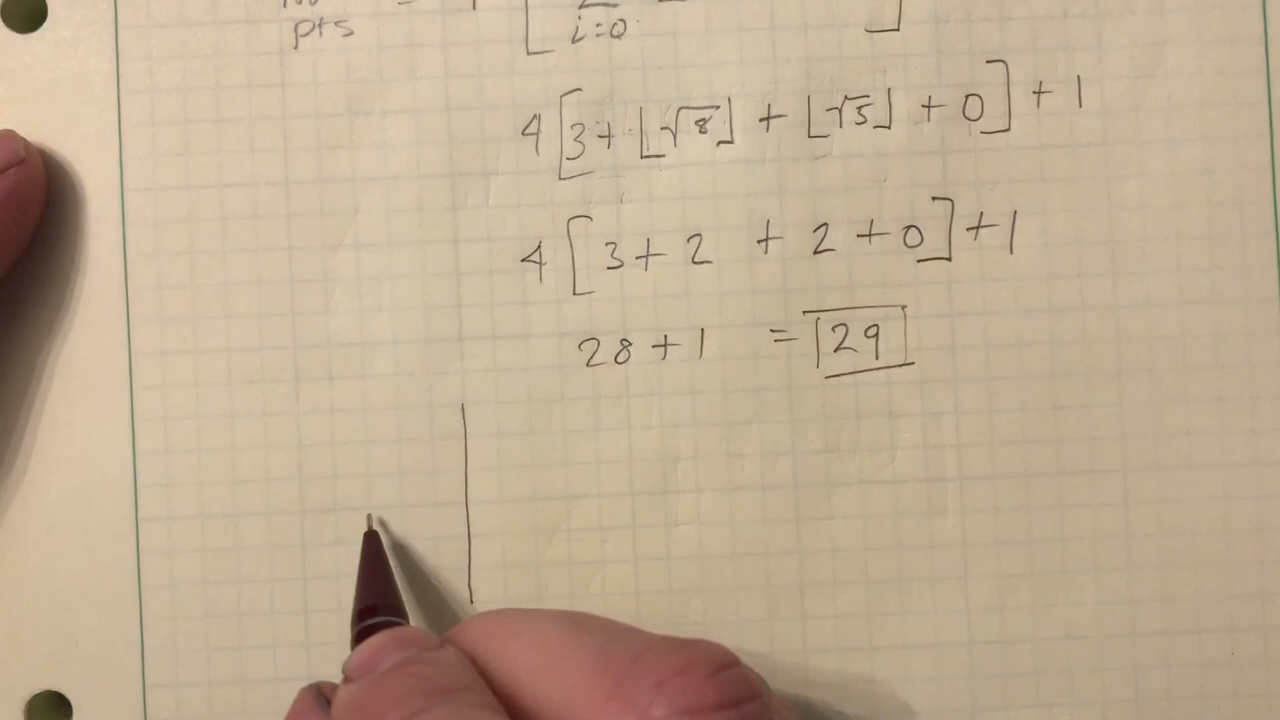 pts = [ i=0 ]
4[3+⌊√8⌋ + ⌊√5⌋ + 0] + 1
4[3+2 + 2+0]+1
28+1 = 29